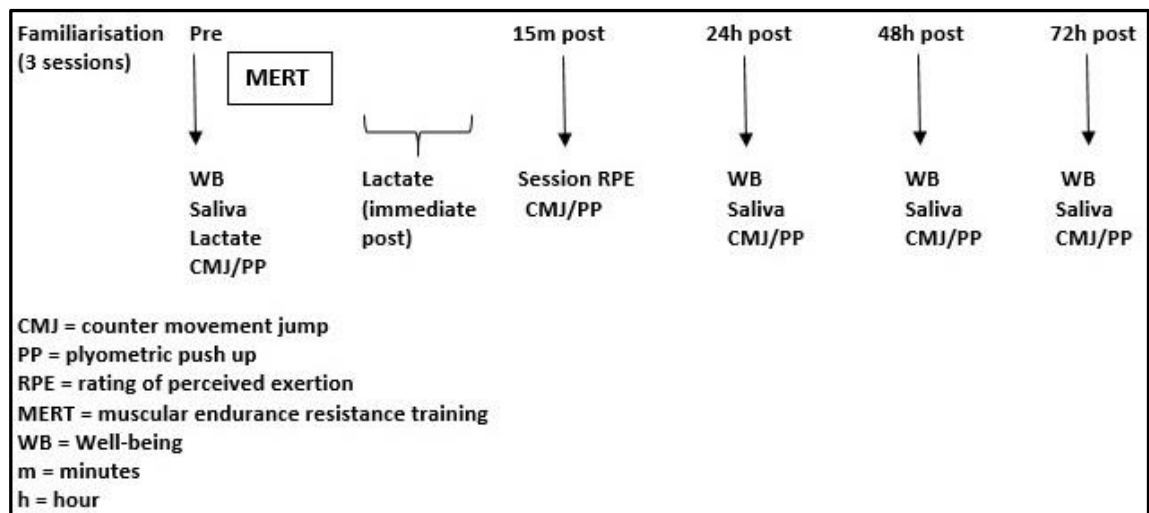 Familiarisation Pre 15m post 24h post 48h post 72h post
(3 sessions)
MERT
WB Lactate Session RPE WB WB WB
Saliva (immediate CMJ/PP Saliva Saliva Saliva
Lactate post) CMJ/PP CMJ/PP CMJ/PP
CMJ/PP
CMJ = counter movement jump
PP = plyometric push up
RPE = rating of perceived exertion
MERT = muscular endurance resistance training
WB = Well-being
m = minutes
h = hour